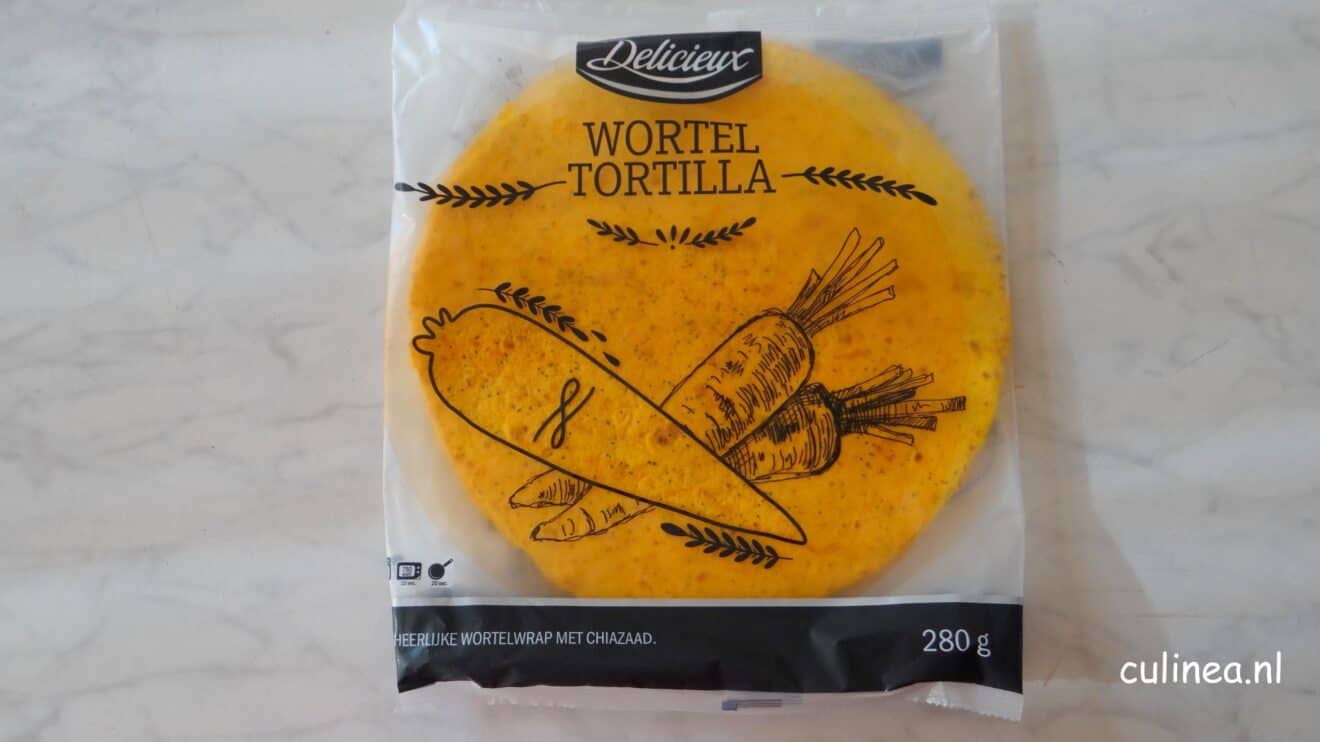 Delicieux
WORTEL
TORTILLA
HEERLIJKE WORTELWRAP MET CHIAZAAD.
280 g
culinea.nl